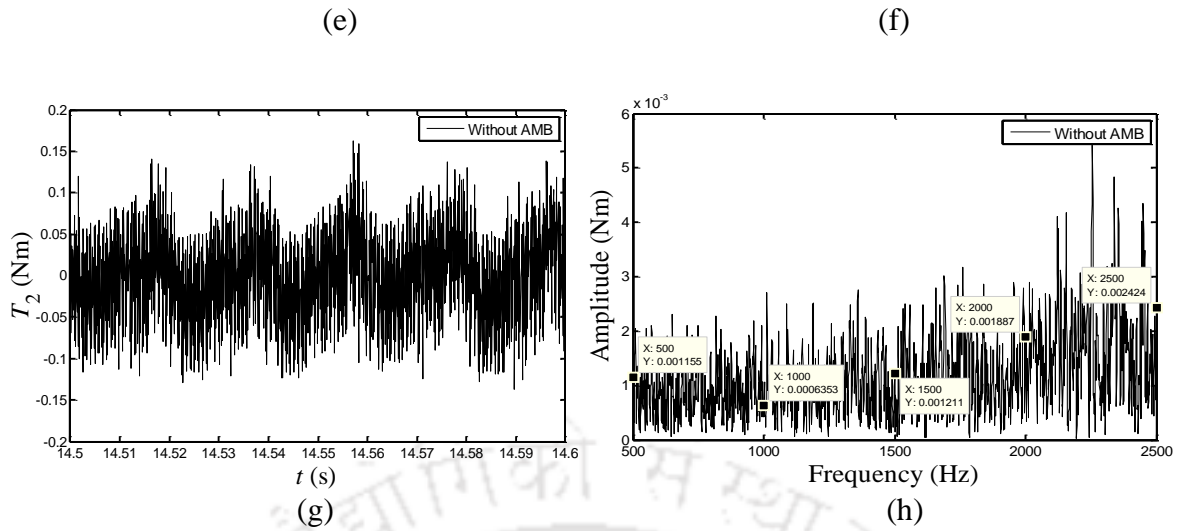 (e) (f)
0.2
0.15
0.1
0.05
0
-0.05
-0.1
-0.15
-0.2
T2 (Nm)
Without AMB
14.5 14.51 14.52 14.53 14.54 14.55 14.56 14.57 14.58 14.59 14.6
t (s)
(g)
x 10-3
6
5
4
3
2
1
0
Amplitude (Nm)
Without AMB
X: 500
Y: 0.001155
X: 1000
Y: 0.0006353
X: 1500
Y: 0.001211
X: 2000
Y: 0.001887
X: 2500
Y: 0.002424
500 1000 1500 2000 2500
Frequency (Hz)
(h)